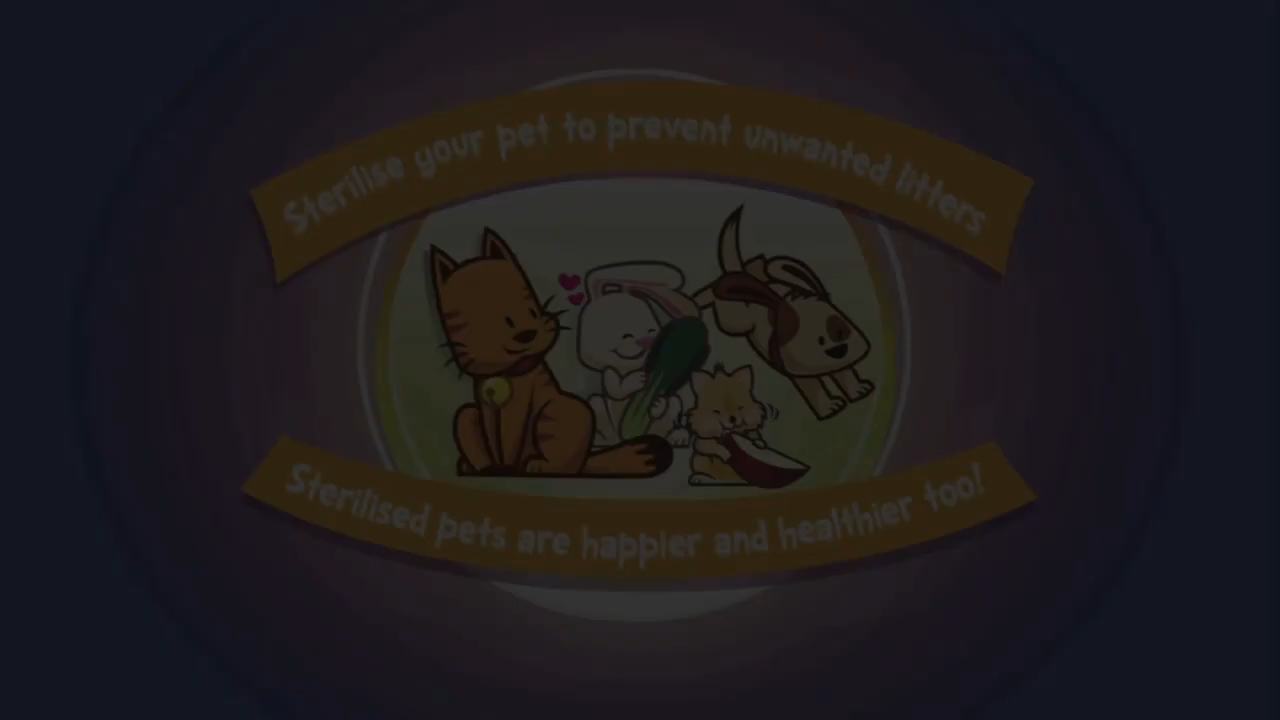 Sterilise your pet to prevent unwanted litters
Sterilised pets are happier and healthier too!